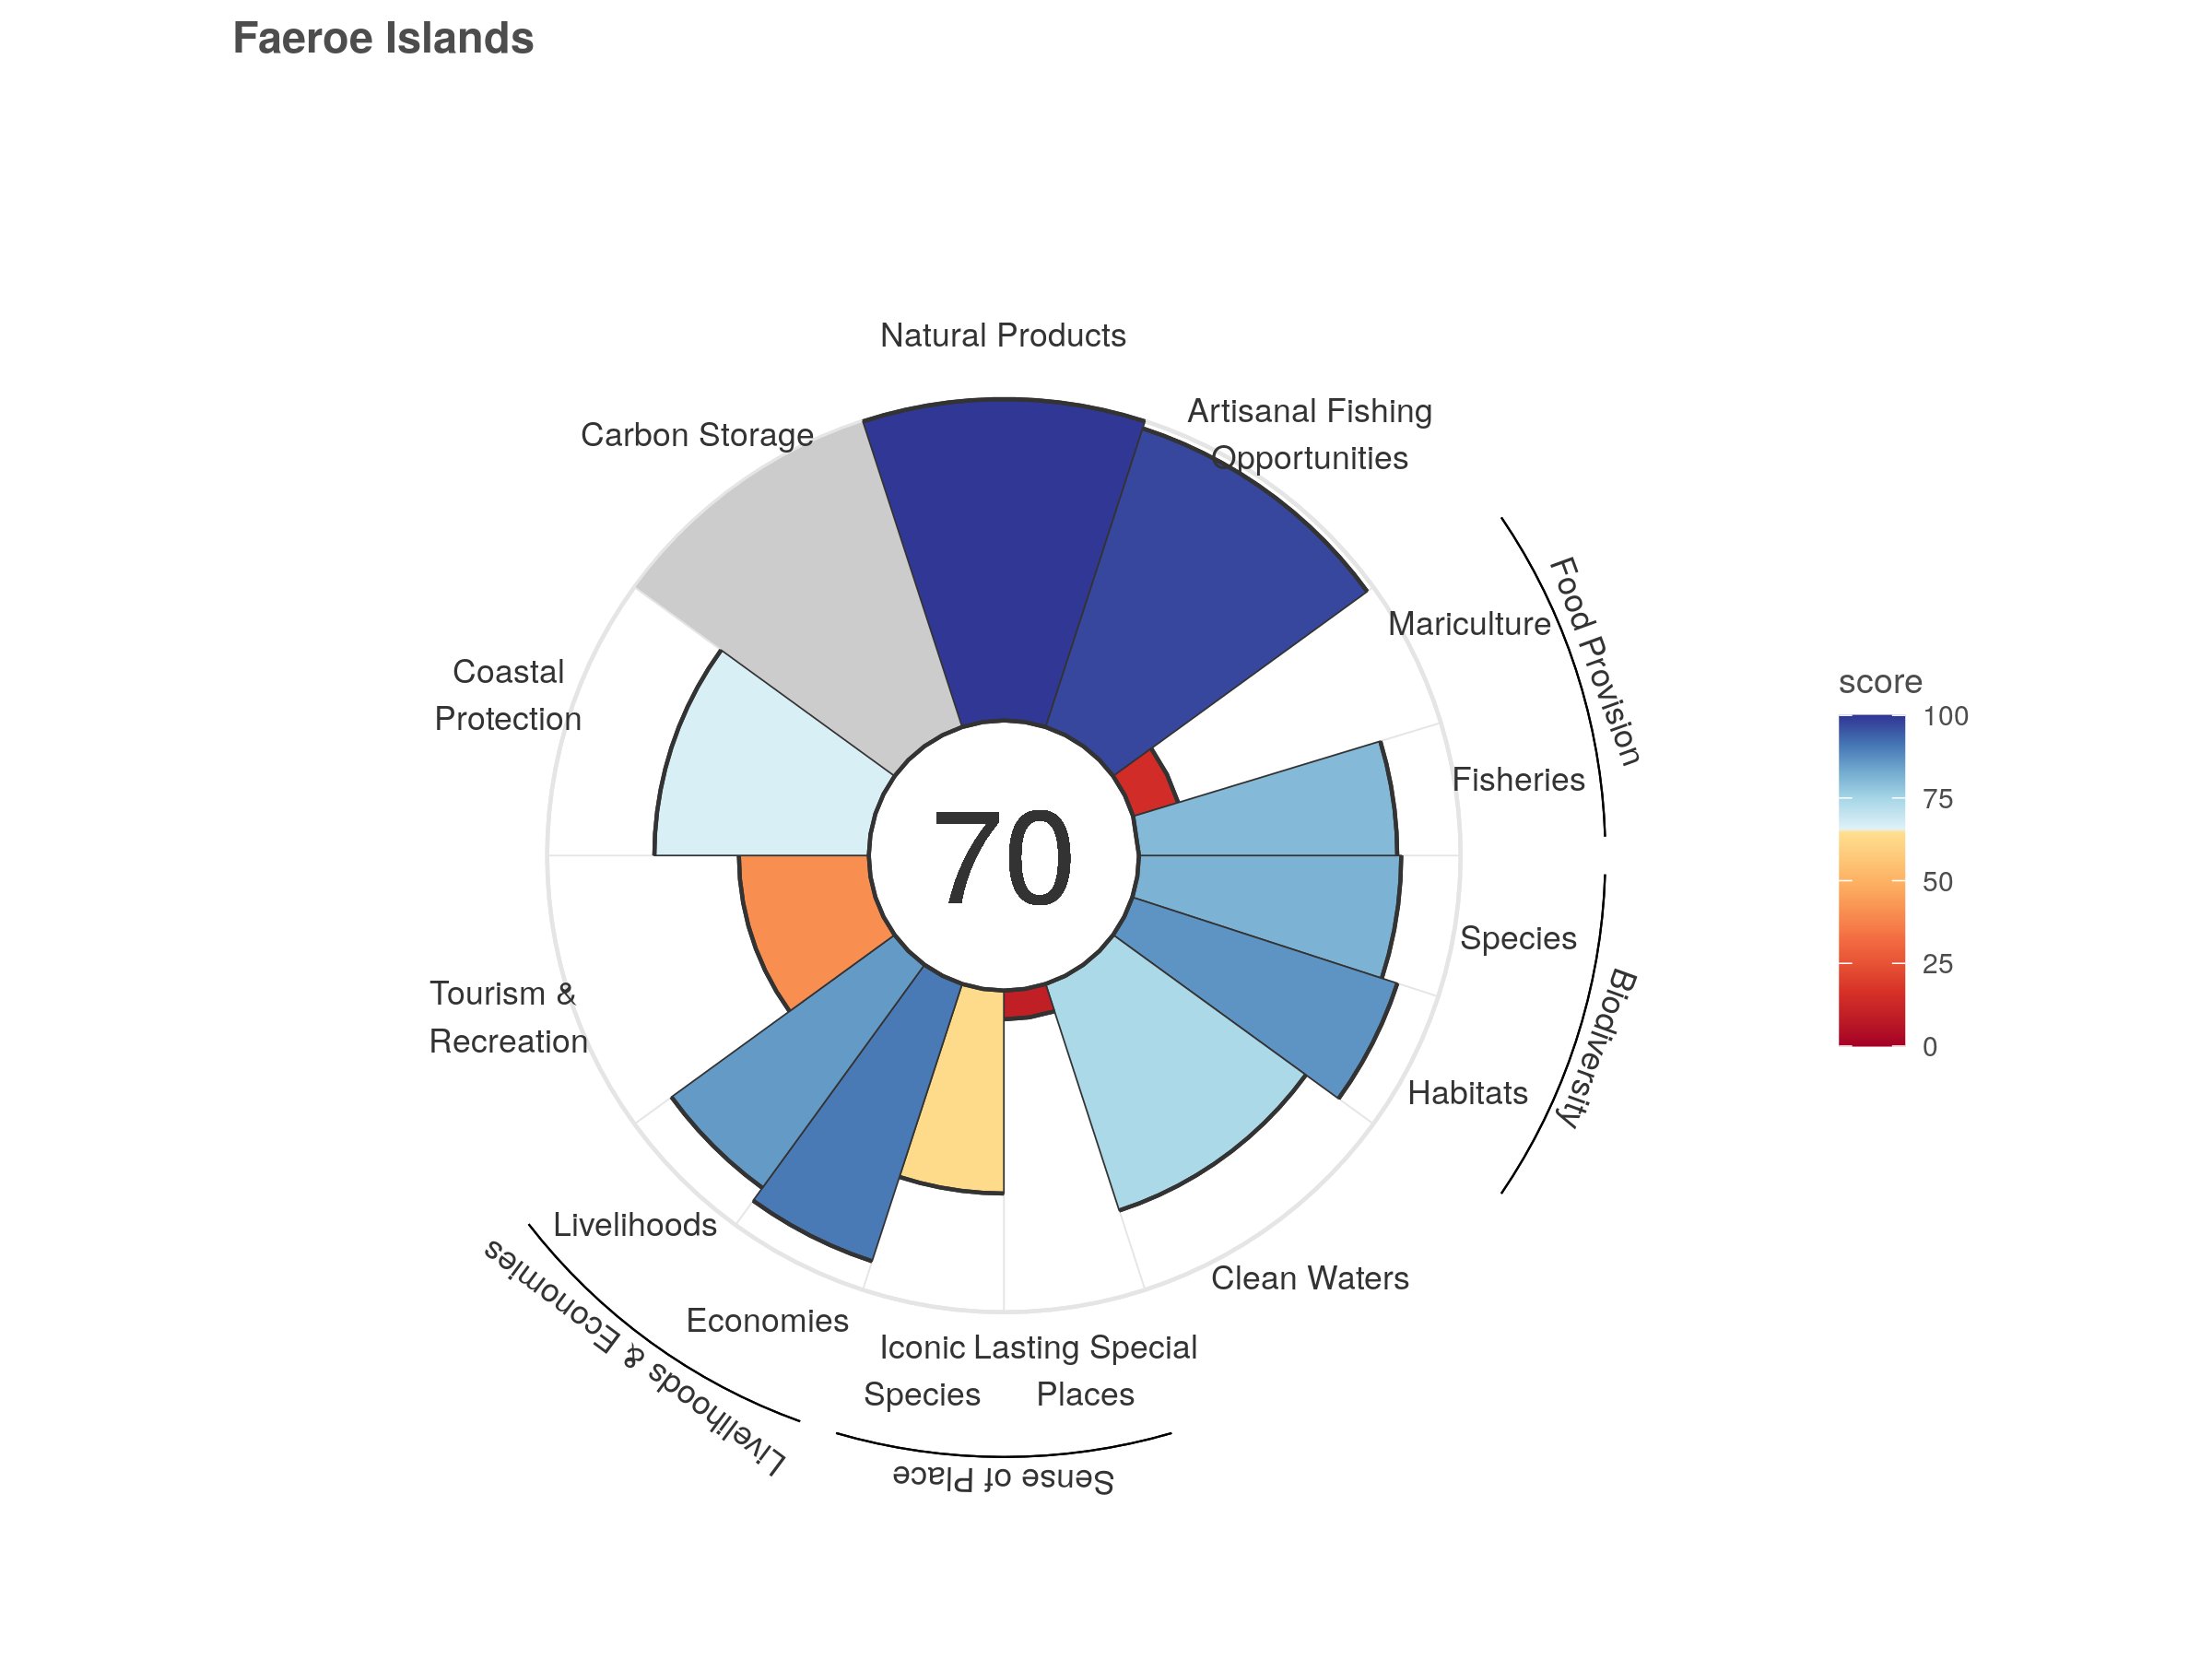 Faeroe Islands
Natural Products
Artisanal Fishing
Opportunities
Carbon Storage
Mariculture
Food Provision
Coastal
Protection
Fisheries
score
100
75
50
25
0
70
Species
Biodiversity
Tourism &
Recreation
Habitats
Livelihoods
Clean Waters
Economies
Livelihoods & Economies
Iconic
Species
Lasting Special
Places
Sense of Place